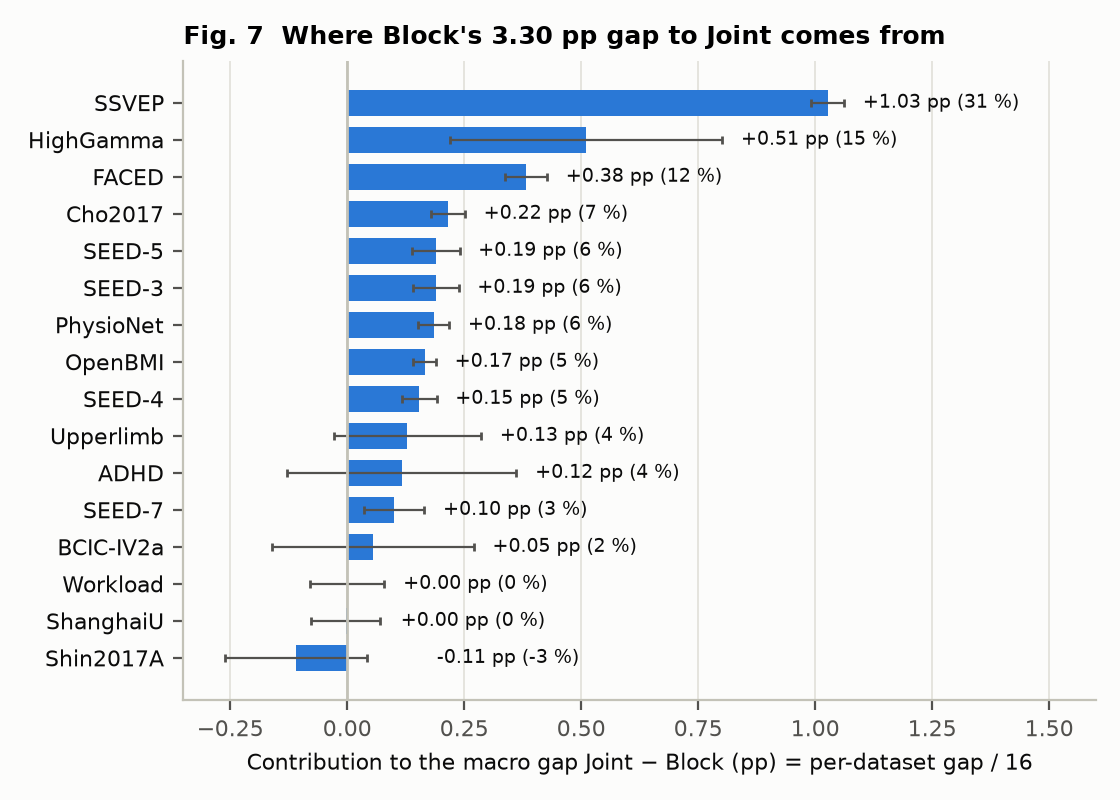 Fig. 7  Where Block's 3.30 pp gap to Joint comes from
SSVEP +1.03 pp (31 %)
HighGamma +0.51 pp (15 %)
FACED +0.38 pp (12 %)
Cho2017 +0.22 pp (7 %)
SEED-5 +0.19 pp (6 %)
SEED-3 +0.19 pp (6 %)
PhysioNet +0.18 pp (6 %)
OpenBMI +0.17 pp (5 %)
SEED-4 +0.15 pp (5 %)
Upperlimb +0.13 pp (4 %)
ADHD +0.12 pp (4 %)
SEED-7 +0.10 pp (3 %)
BCIC-IV2a +0.05 pp (2 %)
Workload +0.00 pp (0 %)
ShanghaiU +0.00 pp (0 %)
Shin2017A -0.11 pp (-3 %)
−0.25 0.00 0.25 0.50 0.75 1.00 1.25 1.50
Contribution to the macro gap Joint − Block (pp) = per-dataset gap / 16